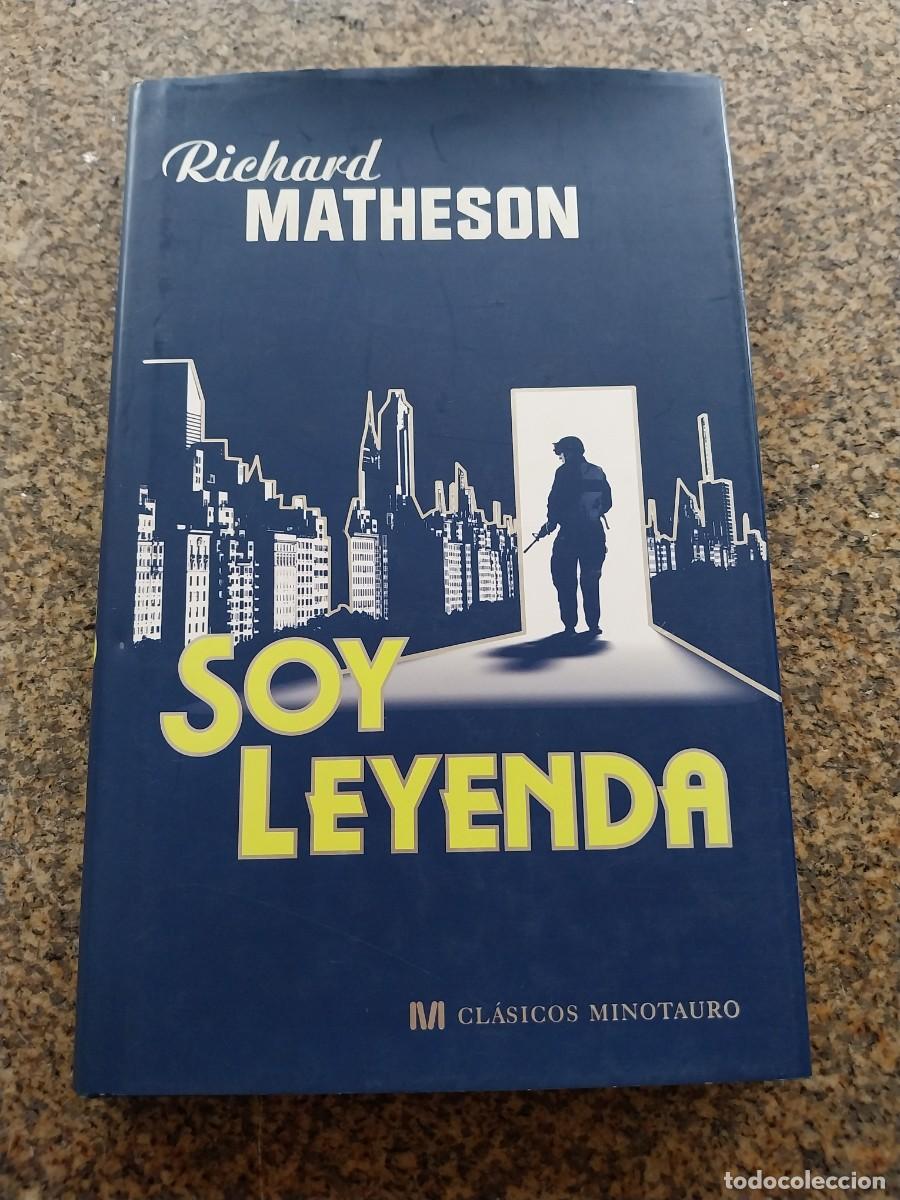 Richard
MATHESON
SOY
LEYENDA
CLÁSICOS MINOTAURO
todocoleccion